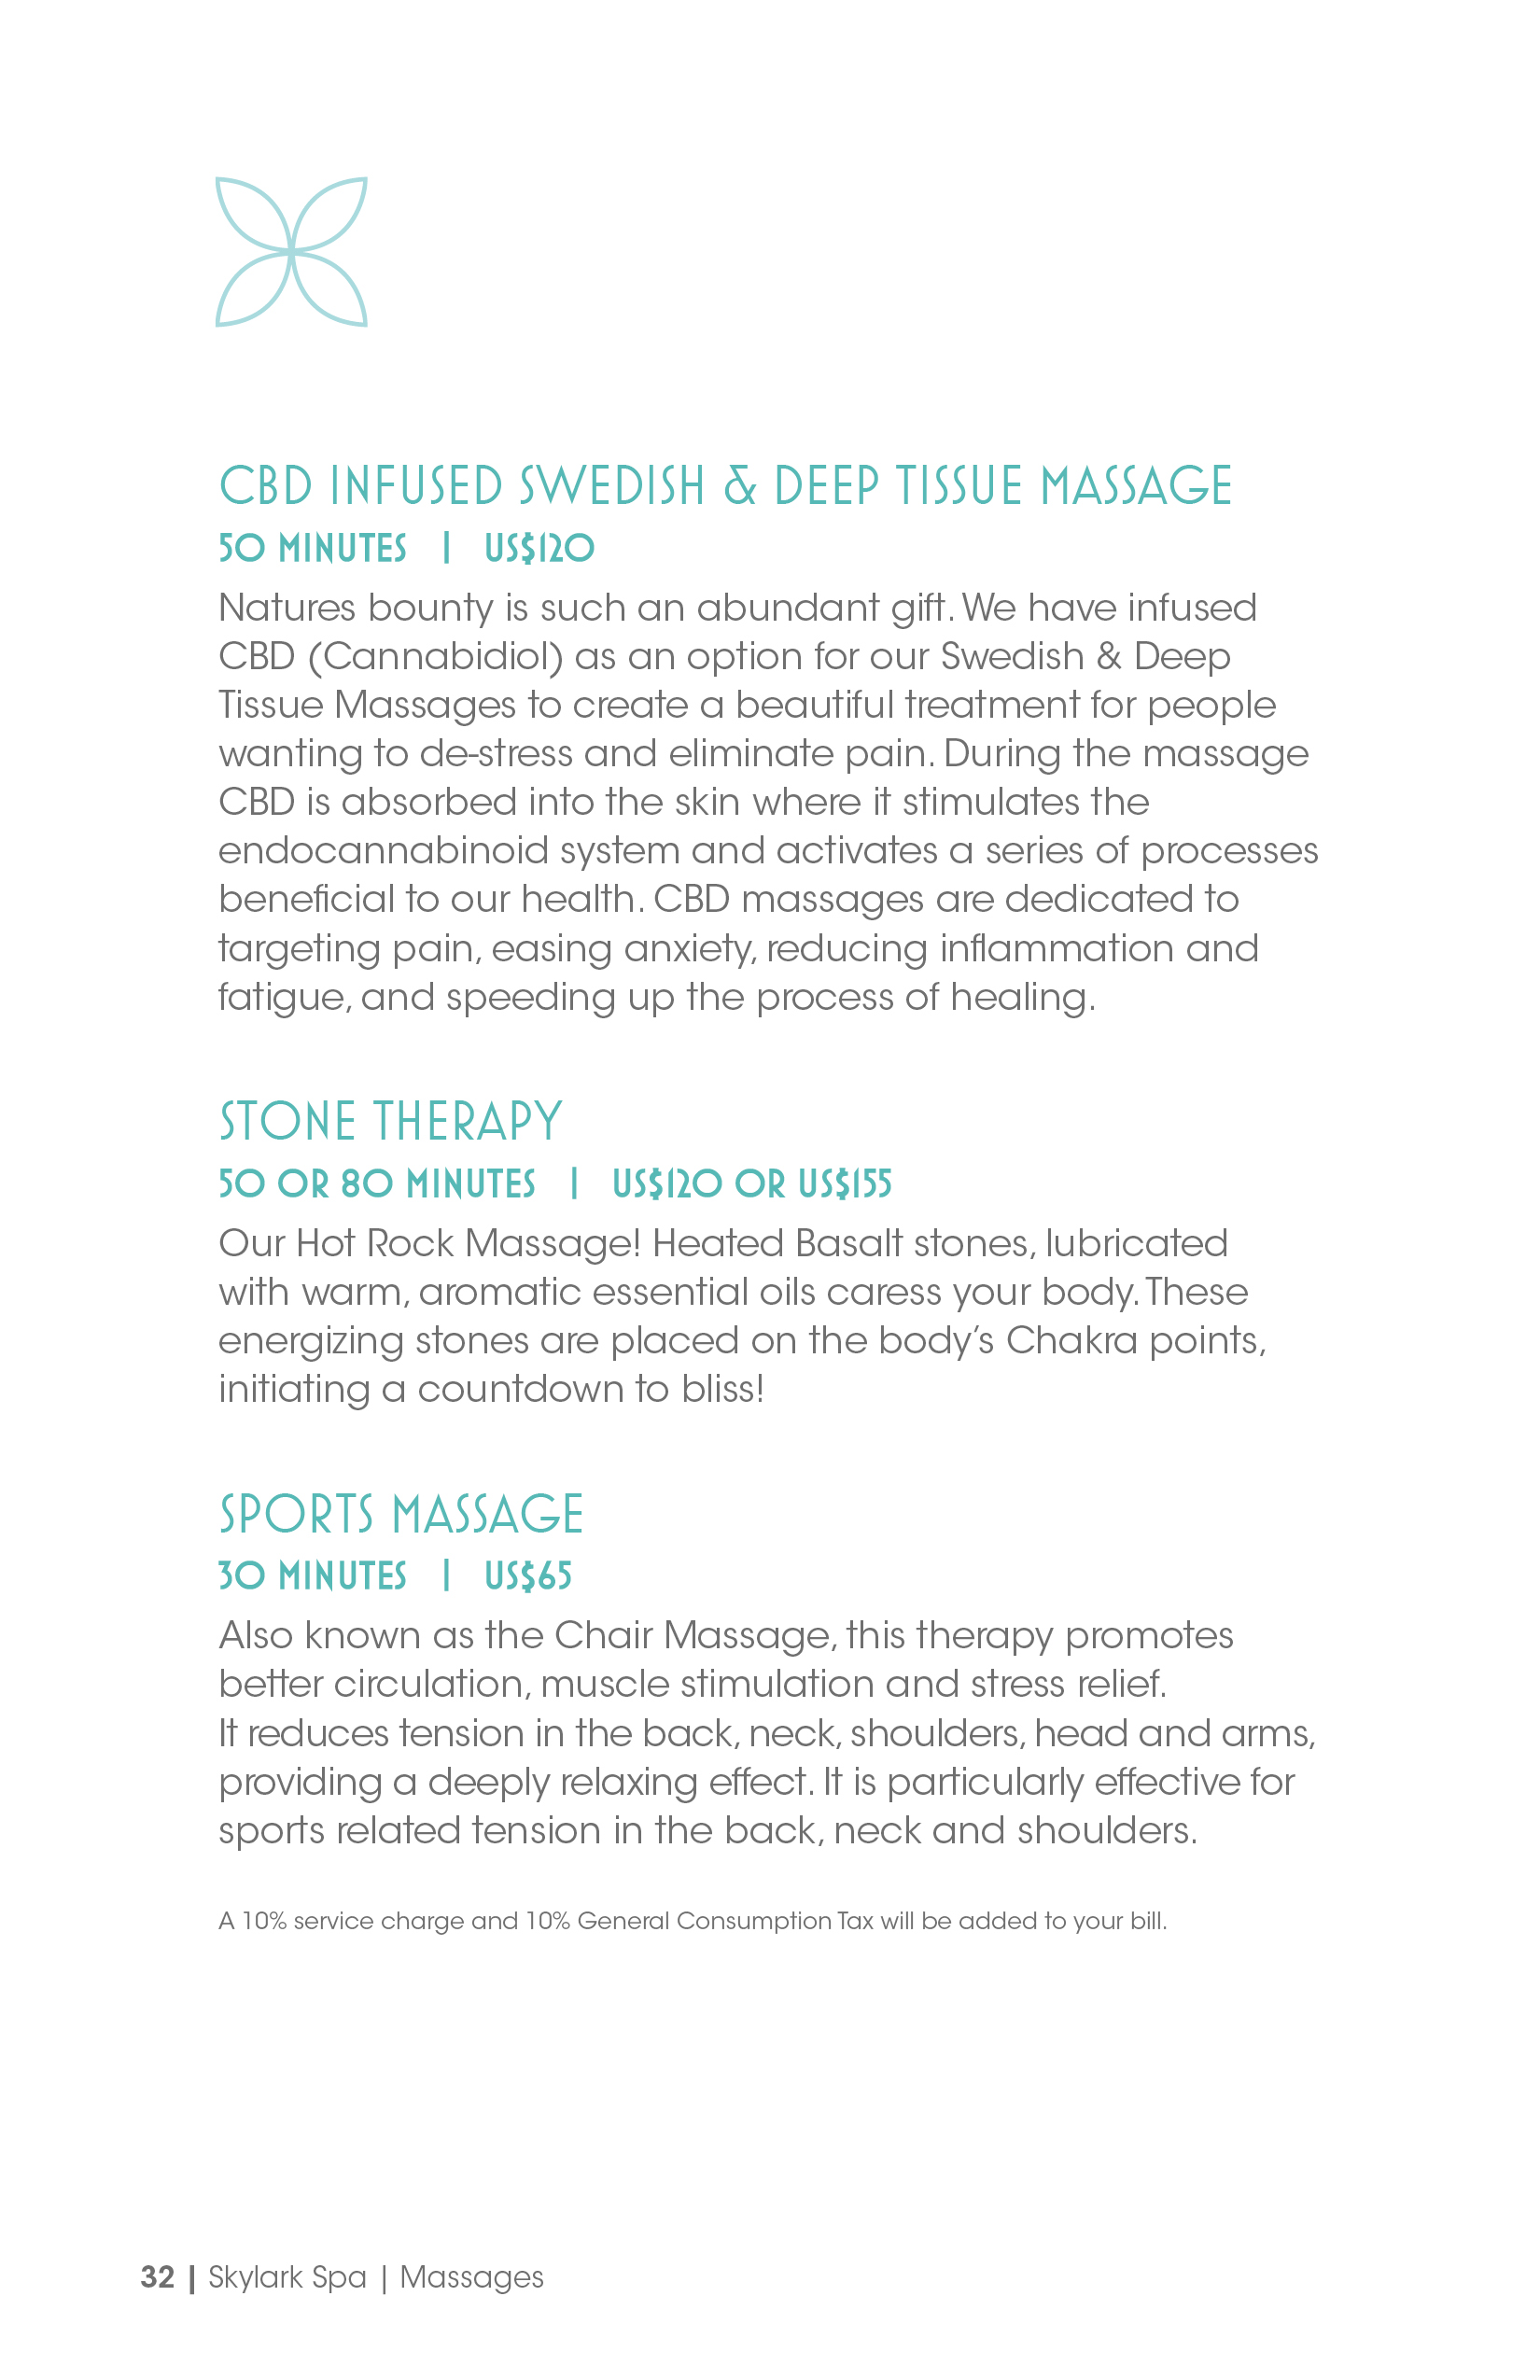 CBD INFUSED SWEDISH & DEEP TISSUE MASSAGE
50 MINUTES | US$120
Natures bounty is such an abundant gift. We have infused
CBD (Cannabidiol) as an option for our Swedish & Deep
Tissue Massages to create a beautiful treatment for people
wanting to de-stress and eliminate pain. During the massage
CBD is absorbed into the skin where it stimulates the
endocannabinoid system and activates a series of processes
beneficial to our health. CBD massages are dedicated to
targeting pain, easing anxiety, reducing inflammation and
fatigue, and speeding up the process of healing.
STONE THERAPY
50 OR 80 MINUTES | US$120 OR US$155
Our Hot Rock Massage! Heated Basalt stones, lubricated
with warm, aromatic essential oils caress your body. These
energizing stones are placed on the body’s Chakra points,
initiating a countdown to bliss!
SPORTS MASSAGE
30 MINUTES | US$65
Also known as the Chair Massage, this therapy promotes
better circulation, muscle stimulation and stress relief.
It reduces tension in the back, neck, shoulders, head and arms,
providing a deeply relaxing effect. It is particularly effective for
sports related tension in the back, neck and shoulders.
A 10% service charge and 10% General Consumption Tax will be added to your bill.
32 | Skylark Spa | Massages